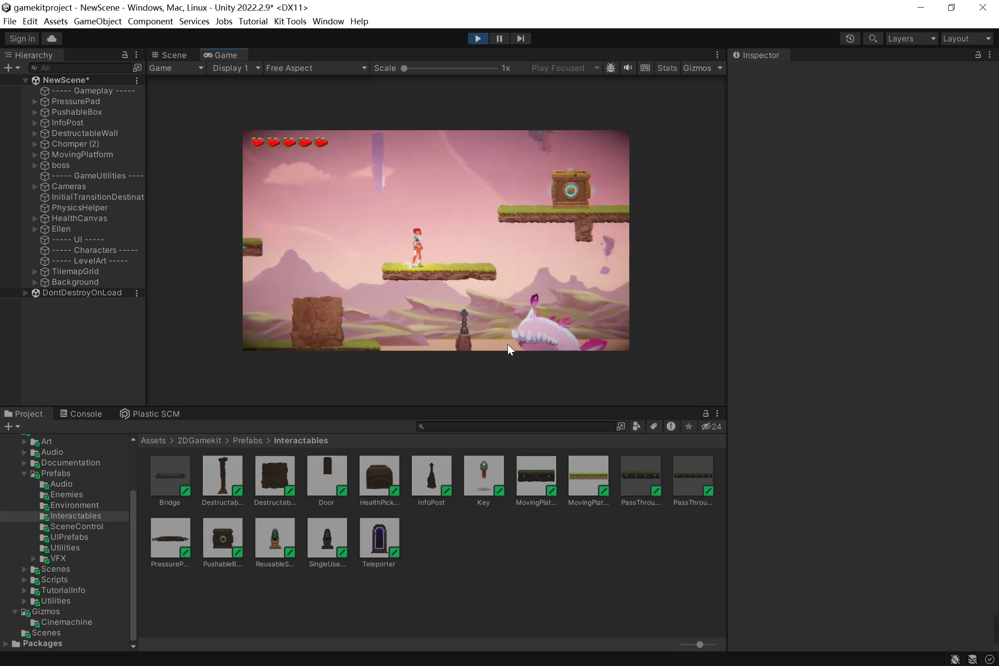 gamekitproject - NewScene - Windows, Mac, Linux - Unity 2022.2.9* <DX11>
File Edit Assets GameObject Component Services Jobs Tutorial Kit Tools Window Help
Sign in
Layers
Layout
Hierarchy
Scene
Game
Inspector
All
Game
Display 1
Free Aspect
Scale
1x
Play Focused
Stats
Gizmos
NewScene*
----- Gameplay -----
PressurePad
PushableBox
InfoPost
DestructableWall
Chomper (2)
MovingPlatform
boss
----- GameUtilities ----
Cameras
InitialTransitionDestinat
PhysicsHelper
HealthCanvas
Ellen
----- UI -----
----- Characters -----
----- LevelArt -----
TilemapGrid
Background
DontDestroyOnLoad
Project
Console
Plastic SCM
24
Art
Audio
Documentation
Prefabs
Audio
Enemies
Environment
Interactables
SceneControl
UIPrefabs
Utilities
VFX
Scenes
Scripts
TutorialInfo
Utilities
Gizmos
Cinemachine
Scenes
Packages
Assets > 2DGamekit > Prefabs > Interactables
Bridge
Destructab...
Destructab...
Door
HealthPick...
InfoPost
Key
MovingPlat...
MovingPlat...
PassThrou...
PassThrou...
PressureP...
PushableB...
ReusableS...
SingleUse...
Teleporter